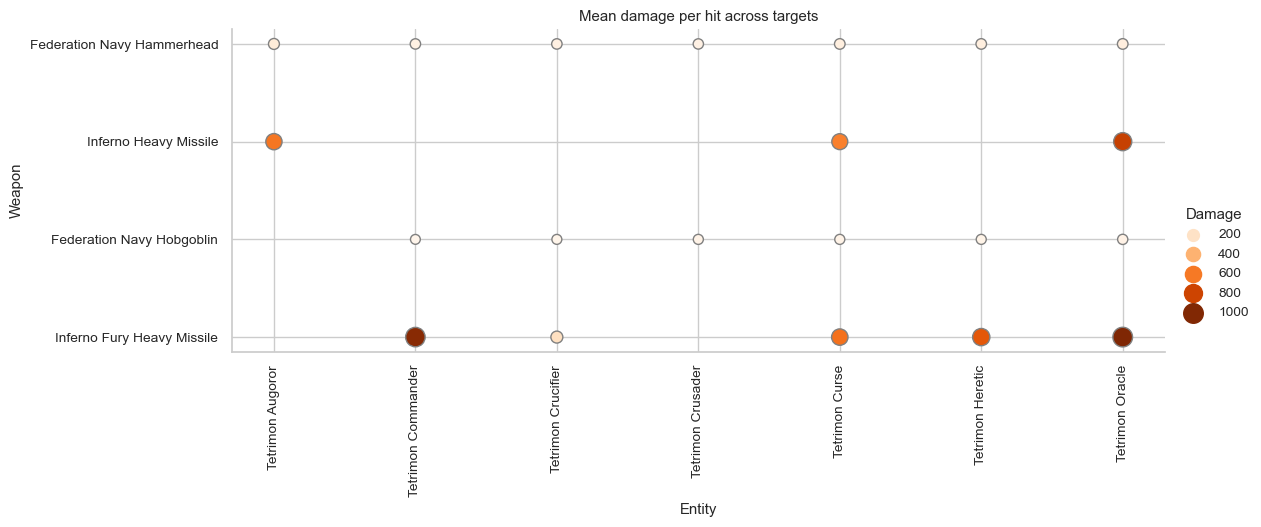 Mean damage per hit across targets
Weapon
Federation Navy Hammerhead
Inferno Heavy Missile
Federation Navy Hobgoblin
Inferno Fury Heavy Missile
Tetrimon Augoror
Tetrimon Commander
Tetrimon Crucifier
Tetrimon Crusader
Tetrimon Curse
Tetrimon Heretic
Tetrimon Oracle
Entity
Damage
200
400
600
800
1000